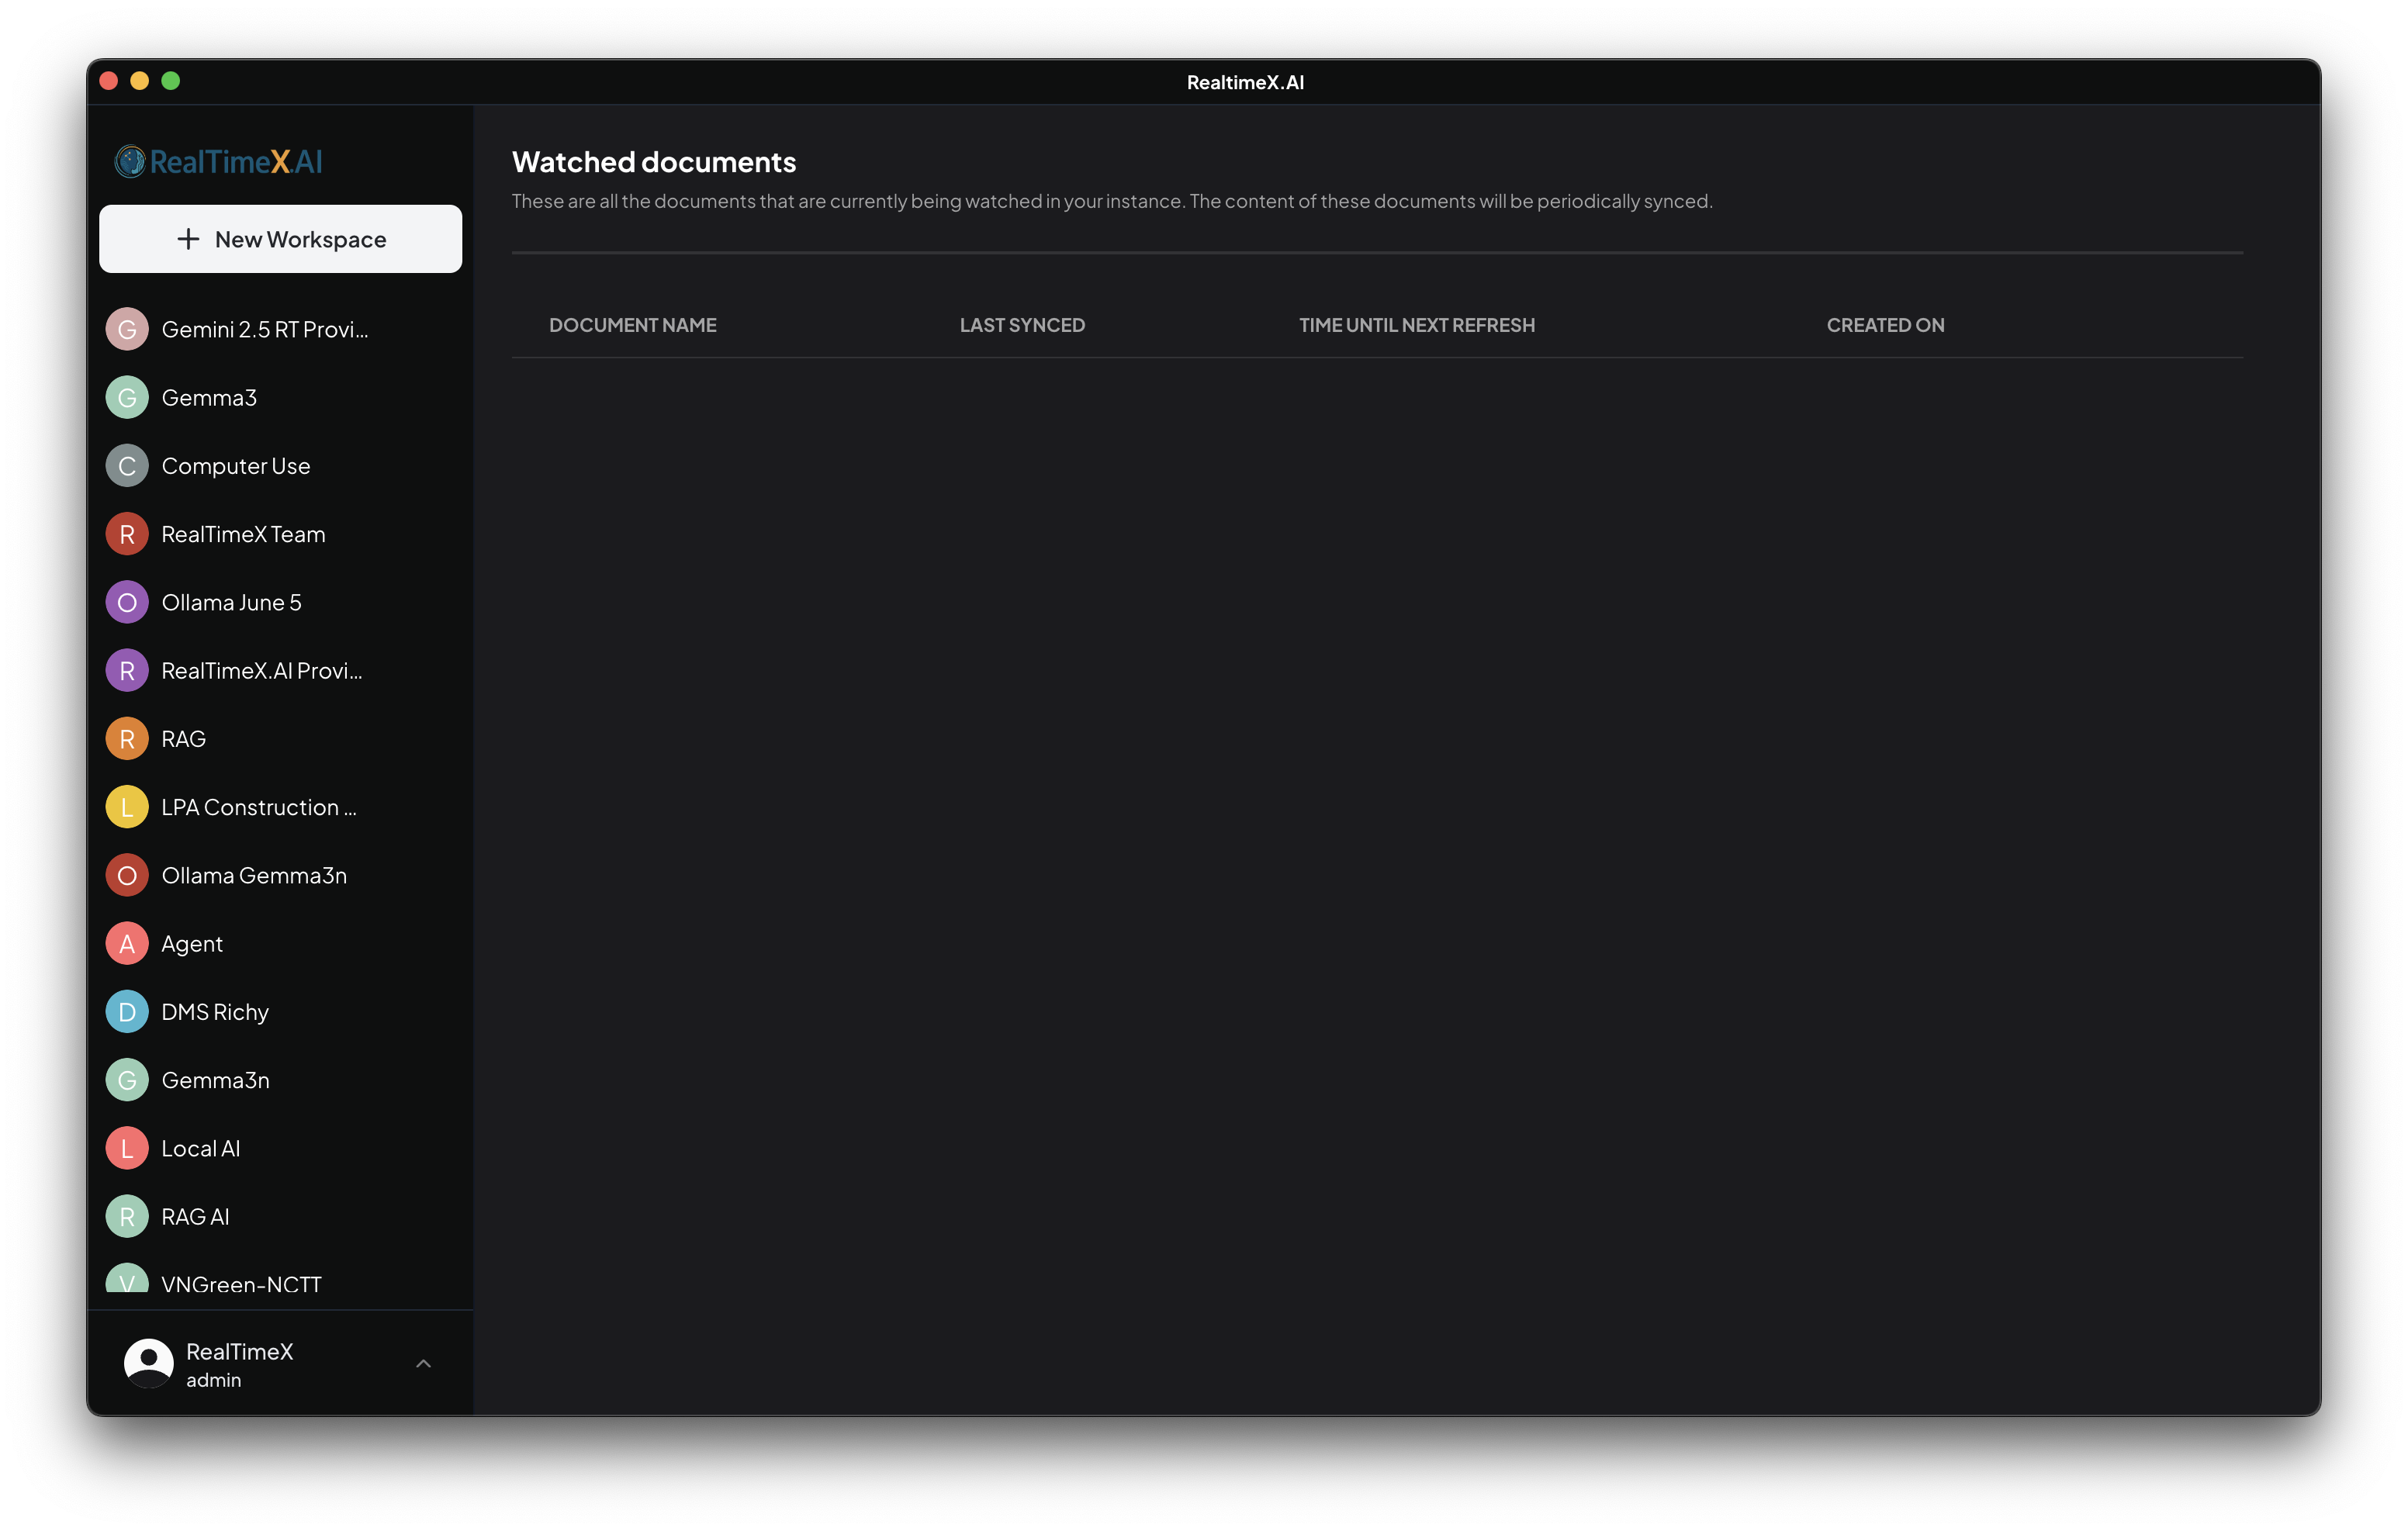 RealtimeX.AI
RealTimeX.AI
New Workspace
G Gemini 2.5 RT Provi...
G Gemma3
C Computer Use
R RealTimeX Team
O Ollama June 5
R RealTimeX.AI Provi...
R RAG
L LPA Construction ...
O Ollama Gemma3n
A Agent
D DMS Richy
G Gemma3n
L Local AI
R RAG AI
V VNGreen-NCTT
RealTimeX
admin
Watched documents
These are all the documents that are currently being watched in your instance. The content of these documents will be periodically synced.
DOCUMENT NAME LAST SYNCED TIME UNTIL NEXT REFRESH CREATED ON